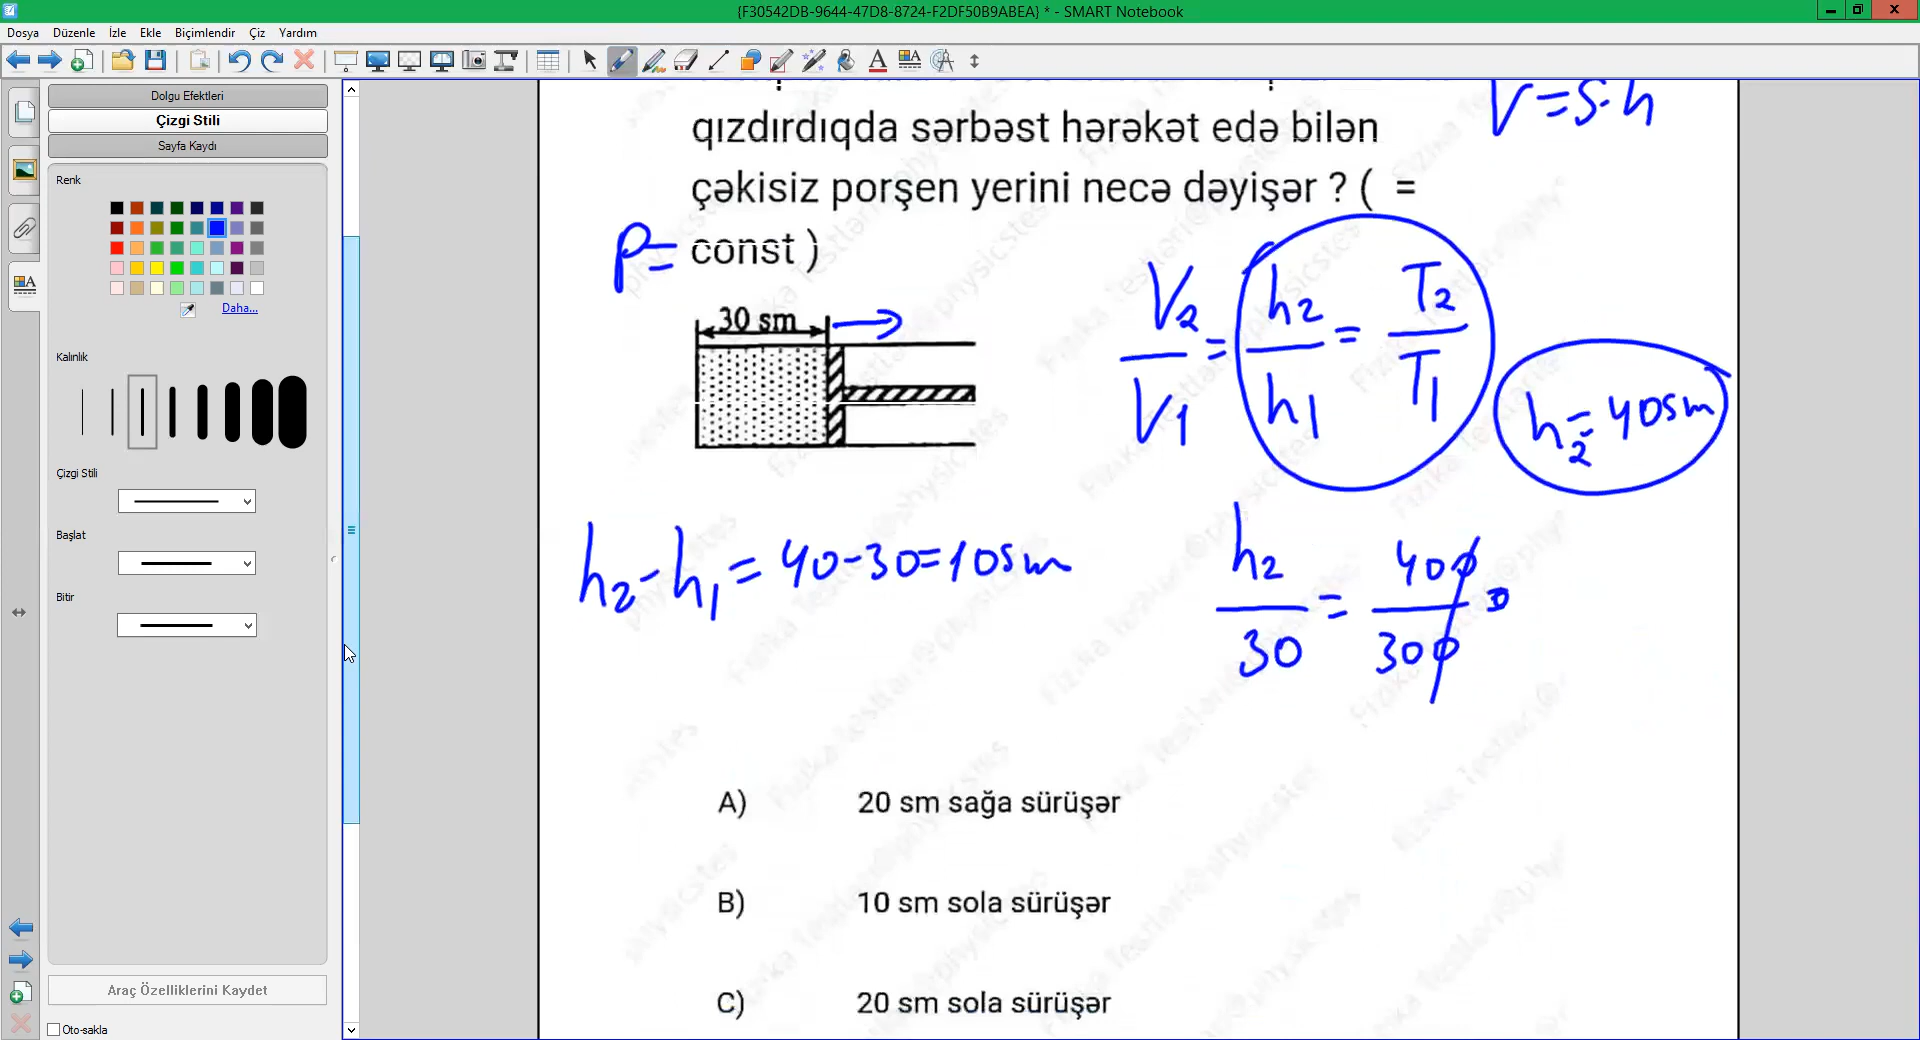 {F30542DB-9644-47D8-8724-F2DF50B9ABEA} * - SMART Notebook
Dosya Düzenle İzle Ekle Biçimlendir Çiz Yardım
Dolgu Efektleri
Çizgi Stili
Sayfa Kaydı
Renk
Daha...
Kalınlık
Çizgi Stili
Başlat
Bitir
Araç Özelliklerini Kaydet
Oto-sakla
V=S·h
qızdırdıqda sərbəst hərəkət edə bilən
çəkisiz porşen yerini necə dəyişər ? ( =
P= const )
30 sm
V2/V1 = h2/h1 = T2/T1
h2=40sm
h2-h1=40-30=10sm
h2/30 = 400/300
A) 20 sm sağa sürüşər
B) 10 sm sola sürüşər
C) 20 sm sola sürüşər